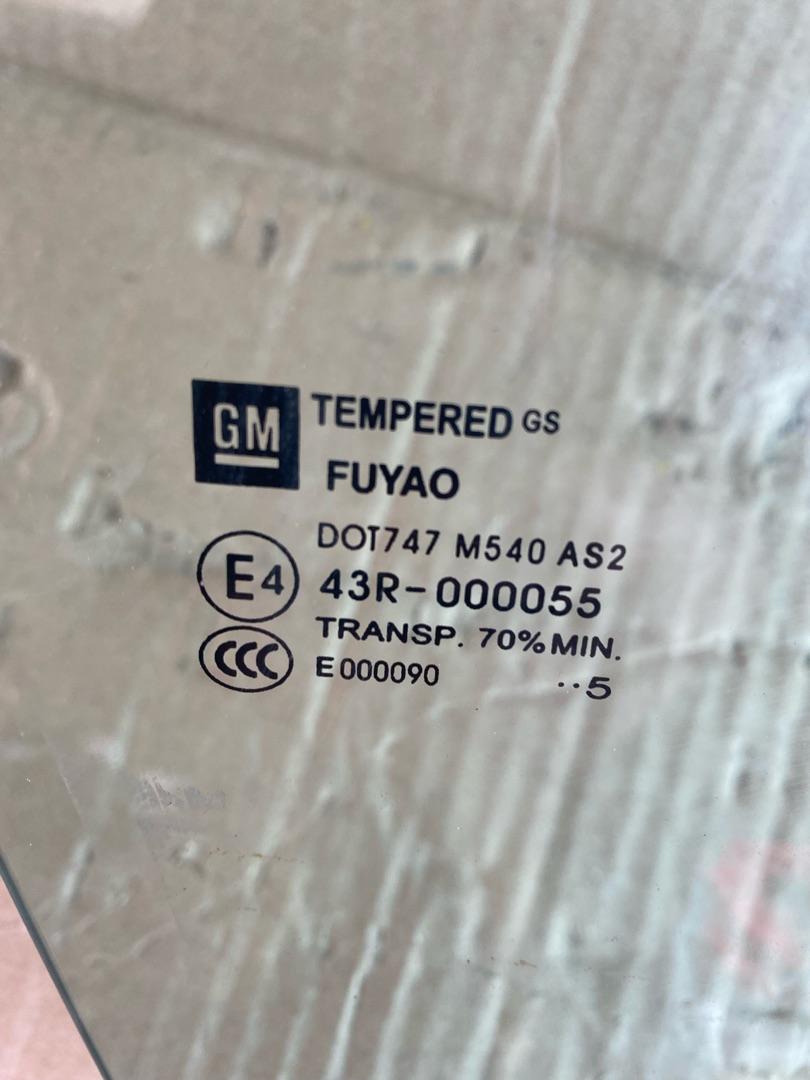 GM TEMPERED GS
FUYAO
DOT747 M540 AS2
E4 43R-000055
TRANSP. 70%MIN.
CCC E000090 ··5